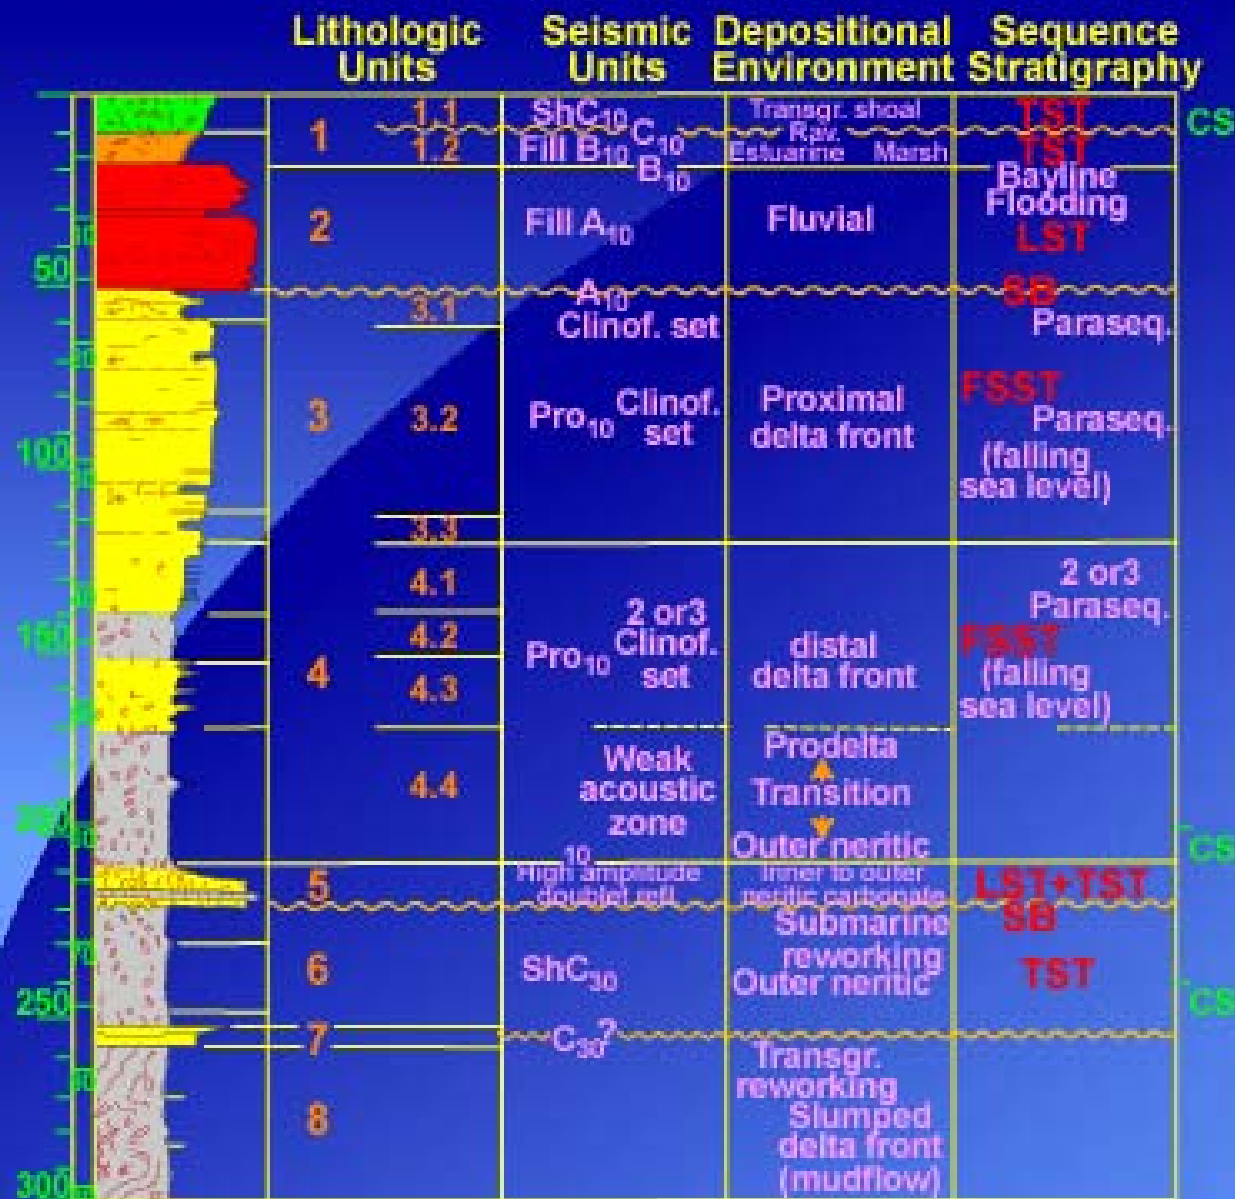 Lithologic Units
Seismic Units
Depositional Environment
Sequence Stratigraphy
1
1.1
ShC10
Transgr. shoal
TST
CS
C10
Rav.
1.2
Fill B10
Estuarine Marsh
TST
B10
Bayline
Flooding
2
Fill A10
Fluvial
LST
50
A10
SB
3.1
Clinof. set
Paraseq.
FSST
3
3.2
Pro10 Clinof.
set
Proximal
delta front
Paraseq.
100
(falling
sea level)
3.3
4.1
2 or3
Paraseq.
150
4.2
2 or3
Pro10 Clinof.
set
distal
delta front
FSST
(falling
sea level)
4
4.3
4.4
Weak
acoustic
zone
Prodelta
Transition
Outer neritic
CS
10
5
High amplitude
doublet refl.
Inner to outer
neritic carbonate
LST+TST
SB
Submarine
reworking
6
ShC30
Outer neritic
TST
250
CS
7
C30?
Transgr.
reworking
8
Slumped
delta front
(mudflow)
300